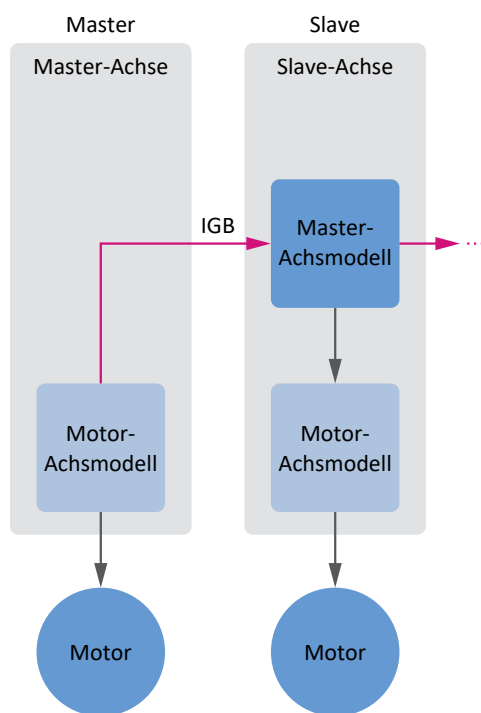 Master
Slave
Master-Achse
Slave-Achse
IGB
Master-
Achsmodell
Motor-
Achsmodell
Motor-
Achsmodell
Motor
Motor